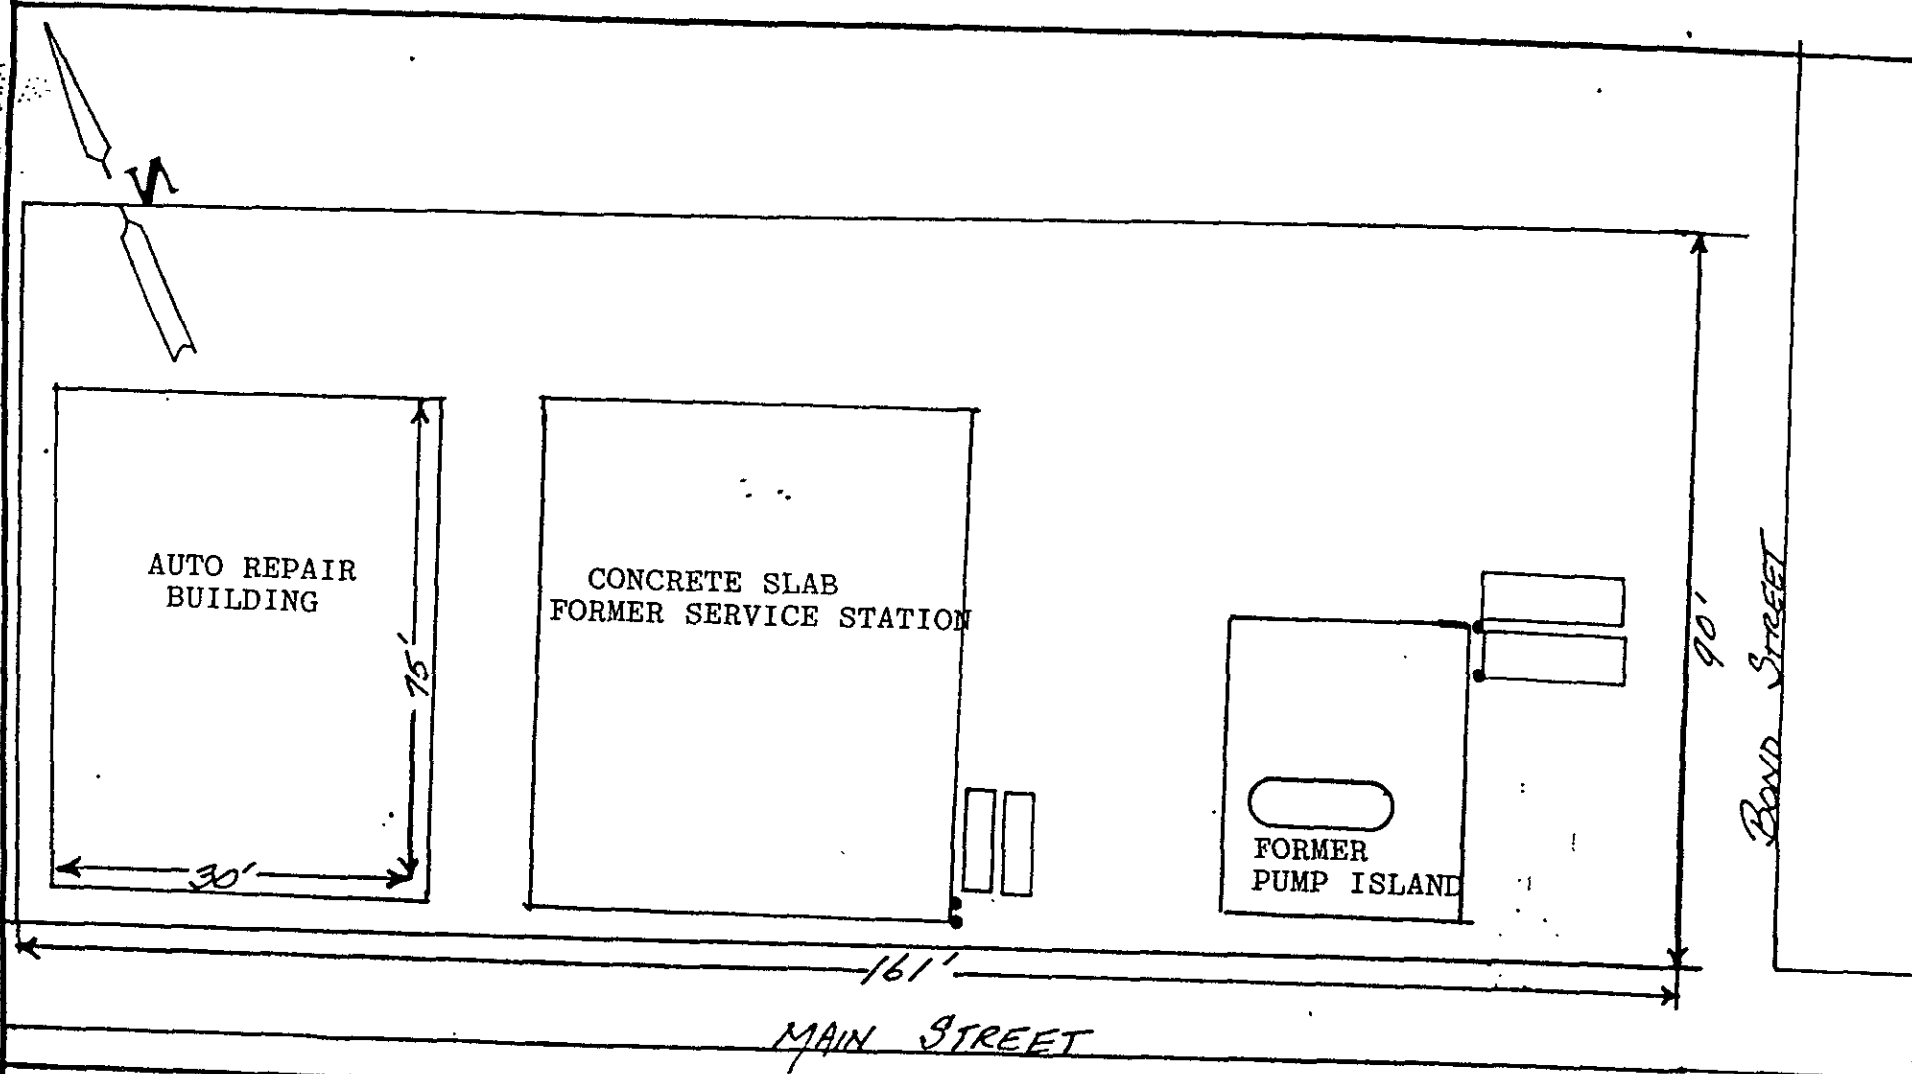 N
AUTO REPAIR
BUILDING
75'
30'
CONCRETE SLAB
FORMER SERVICE STATION
FORMER
PUMP ISLAND
90'
BOND STREET
161'
MAIN STREET